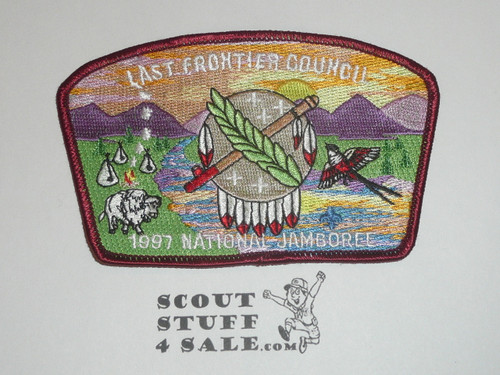 LAST FRONTIER COUNCIL
1997 NATIONAL JAMBOREE
SCOUT
STUFF
4 SALE.COM